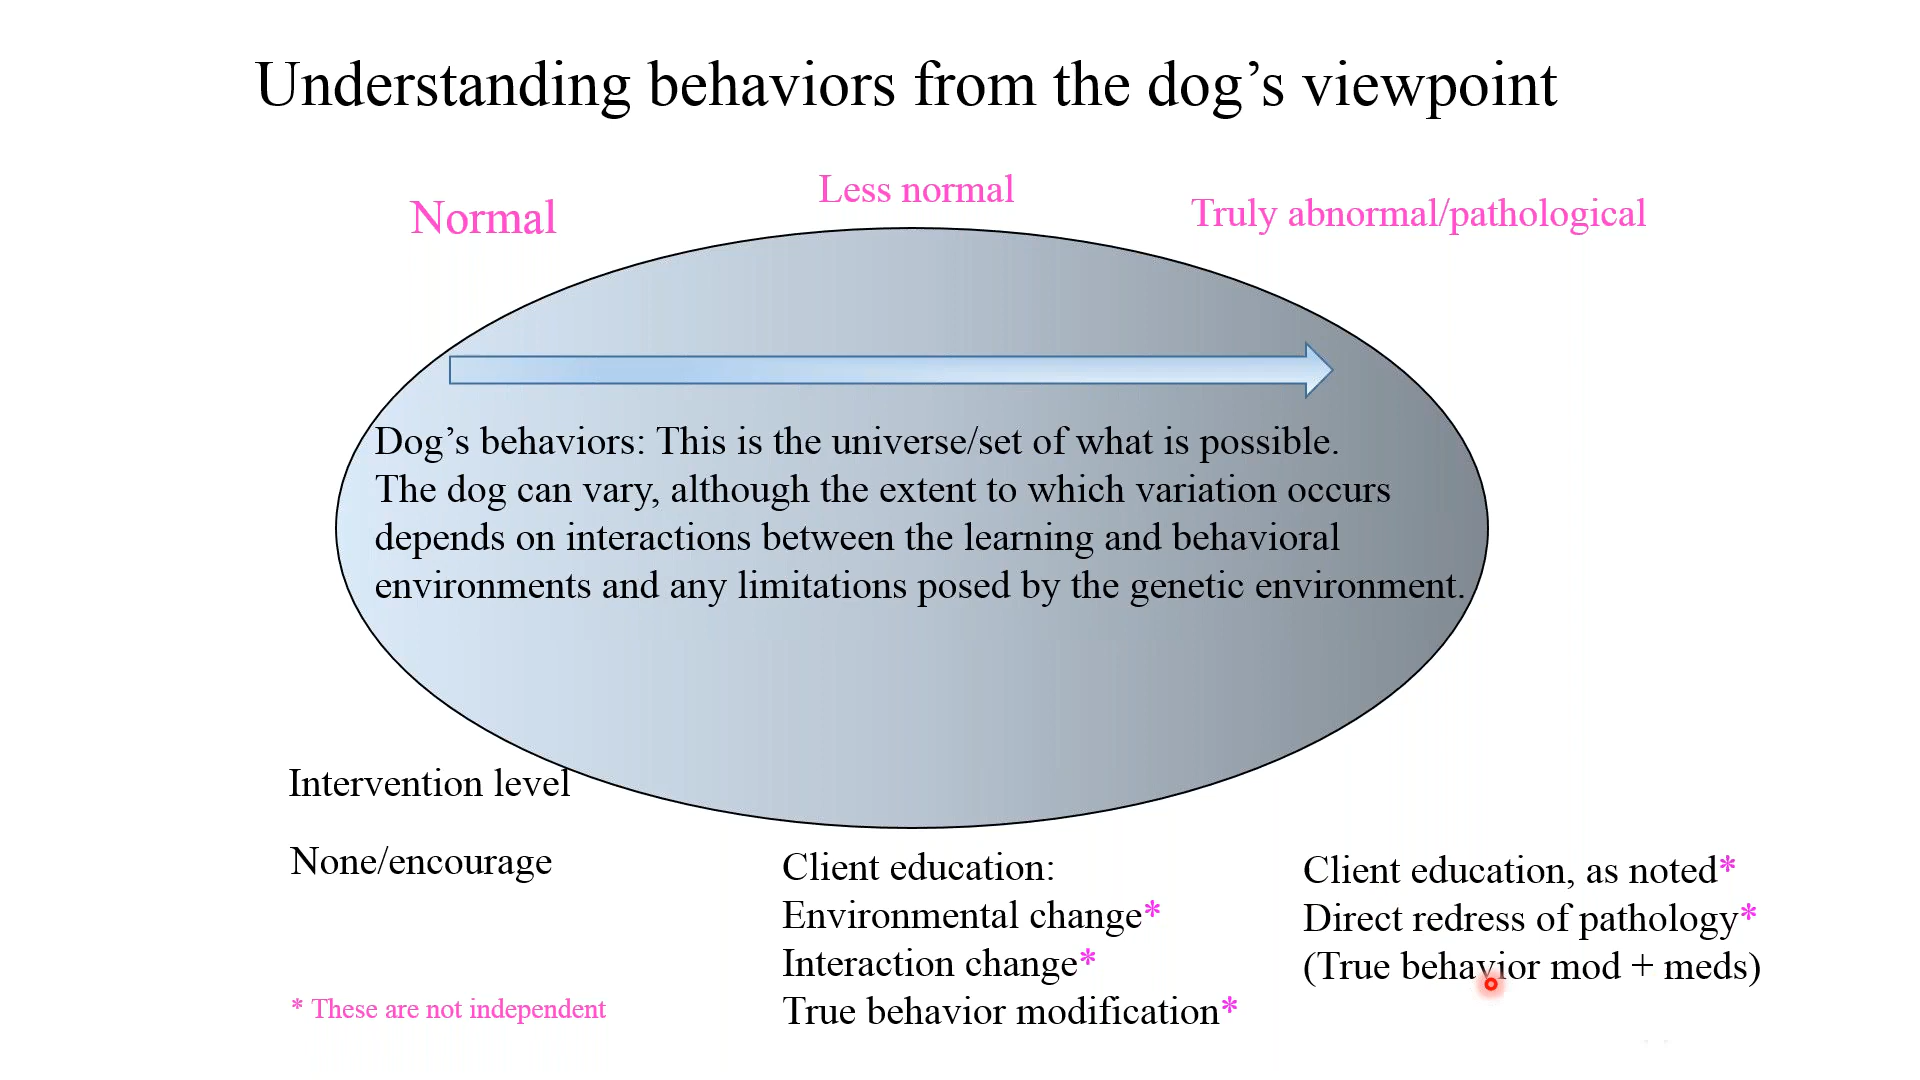 Understanding behaviors from the dog’s viewpoint
Normal
Less normal
Truly abnormal/pathological
Dog’s behaviors: This is the universe/set of what is possible.
The dog can vary, although the extent to which variation occurs
depends on interactions between the learning and behavioral
environments and any limitations posed by the genetic environment.
Intervention level
None/encourage
* These are not independent
Client education:
Environmental change*
Interaction change*
True behavior modification*
Client education, as noted*
Direct redress of pathology*
(True behavior mod + meds)